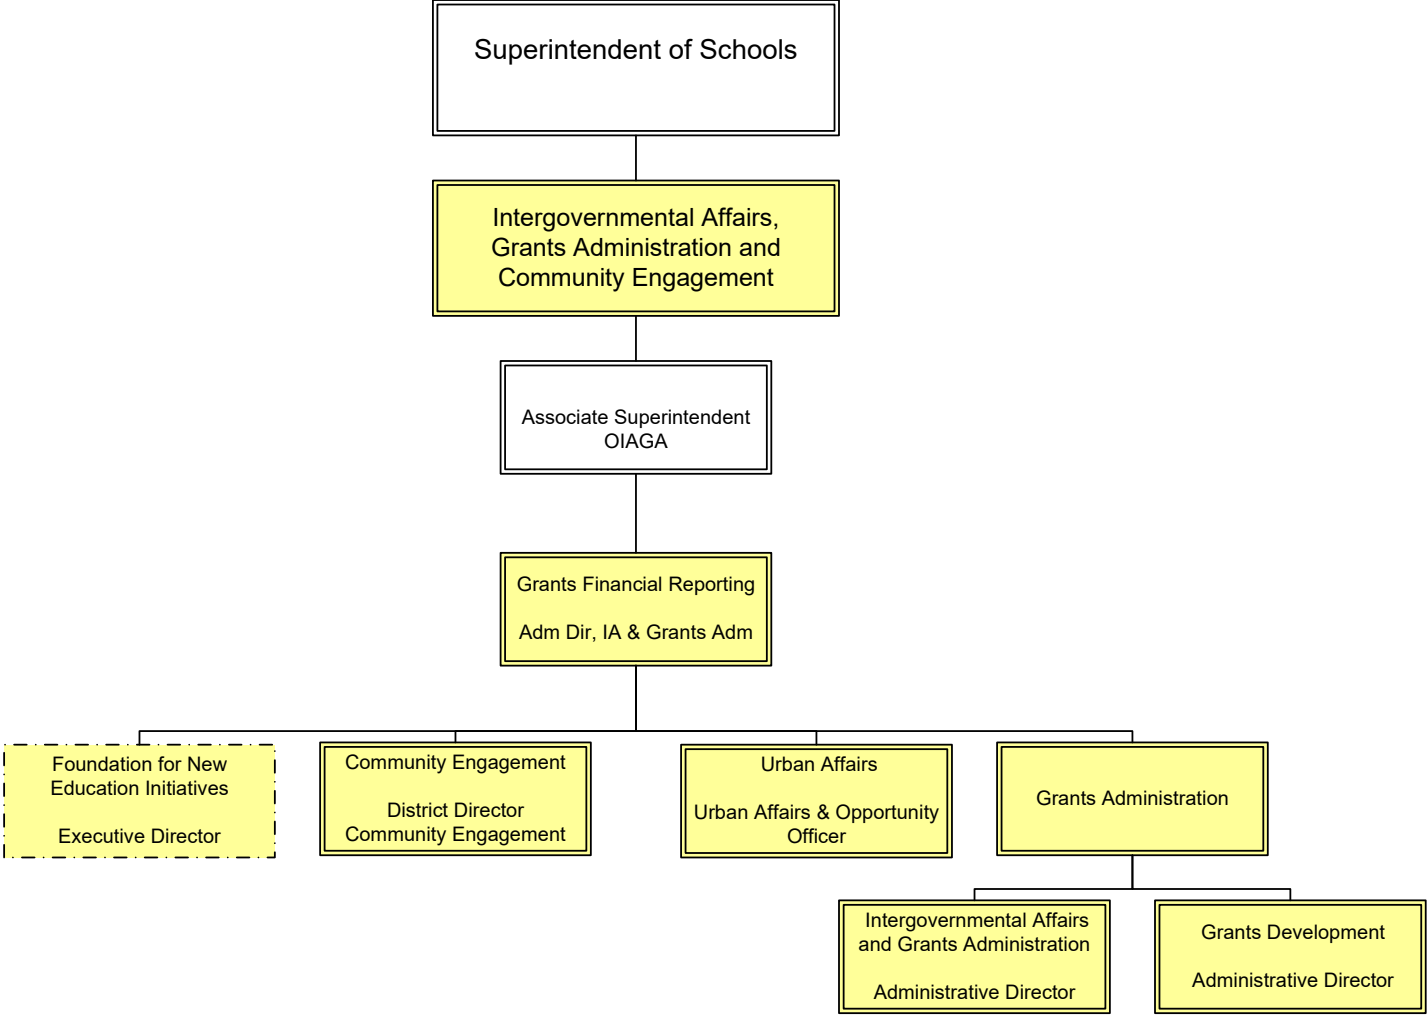 Superintendent of Schools
Intergovernmental Affairs,
Grants Administration and
Community Engagement
Associate Superintendent
OIAGA
Grants Financial Reporting
Adm Dir, IA & Grants Adm
Foundation for New
Education Initiatives
Executive Director
Community Engagement
District Director
Community Engagement
Urban Affairs
Urban Affairs & Opportunity
Officer
Grants Administration
Intergovernmental Affairs
and Grants Administration
Administrative Director
Grants Development
Administrative Director